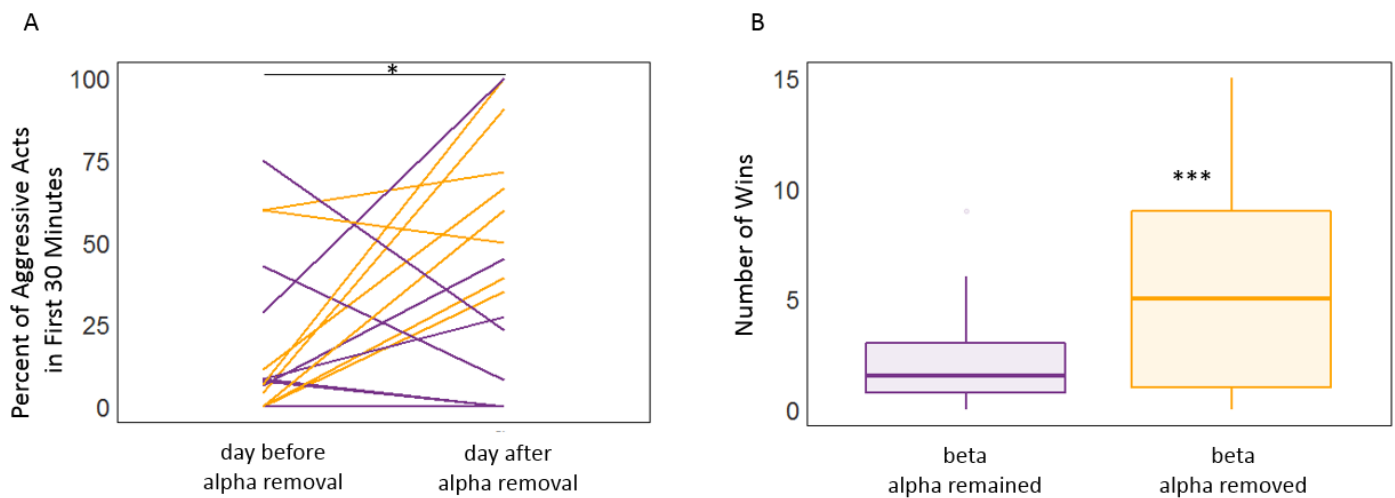 A
Percent of Aggressive Acts
in First 30 Minutes
100
75
50
25
0
*
day before
alpha removal
day after
alpha removal
B
Number of Wins
15
10
5
0
***
beta
alpha remained
beta
alpha removed